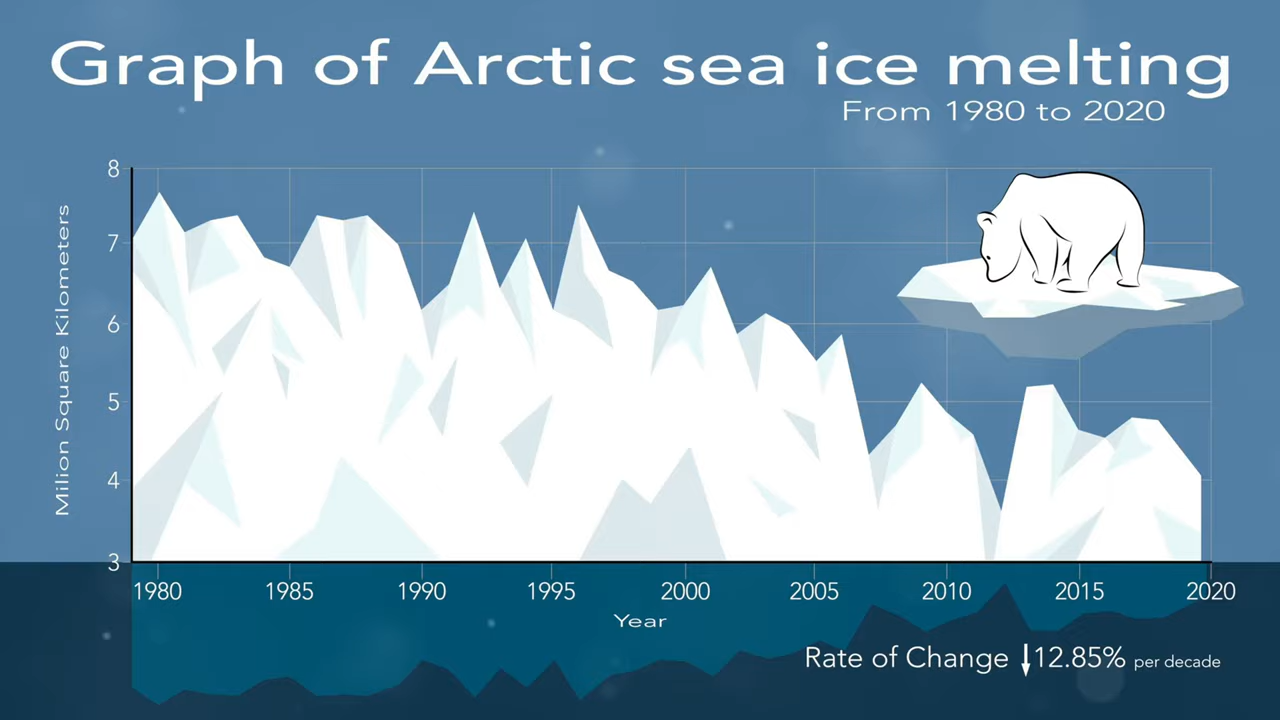 Graph of Arctic sea ice melting
From 1980 to 2020
Milion Square Kilometers
8
7
6
5
4
3
1980 1985 1990 1995 2000 2005 2010 2015 2020
Year
Rate of Change ↓12.85% per decade